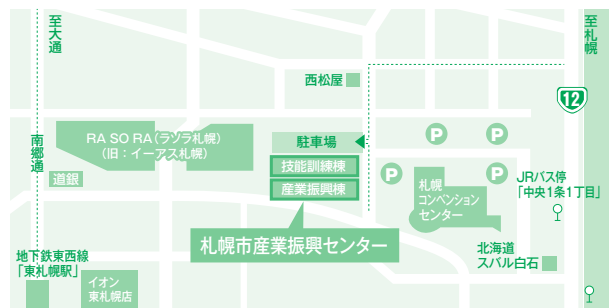 至大通
至札幌
西松屋
12
南郷通
RA SO RA(ラソラ札幌)
(旧:イーアス札幌)
駐車場
P
P
技能訓練棟
産業振興棟
P
P
道銀
札幌
コンベンション
センター
JRバス停
「中央1条1丁目」
札幌市産業振興センター
地下鉄東西線
「東札幌駅」
イオン
東札幌店
北海道
スバル白石